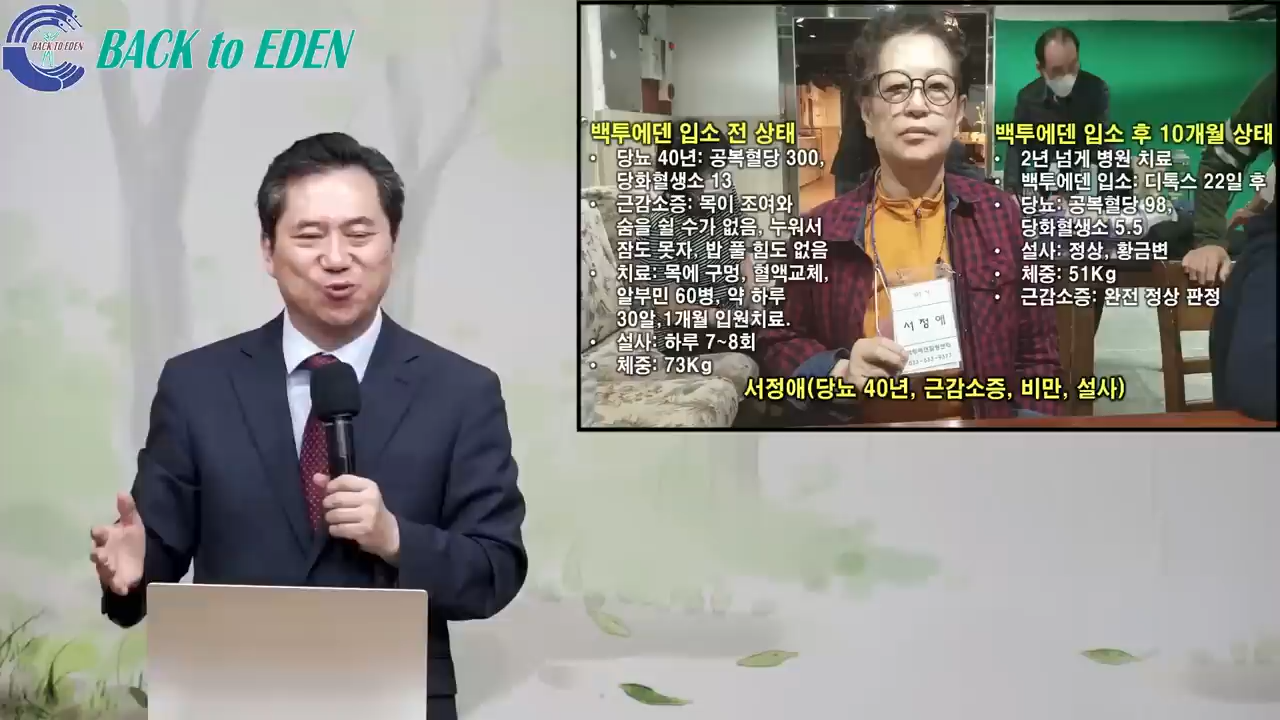 BACK TO EDEN
BACK to EDEN
백투에덴 입소 전 상태
• 당뇨 40년: 공복혈당 300,
당화혈생소 13
• 근감소증: 목이 조여와
숨을 쉴 수가 없음, 누워서
잠도 못자, 밥 풀 힘도 없음
• 치료: 목에 구멍, 혈액교체,
알부민 60병, 약 하루
30알,1개월 입원치료.
• 설사: 하루 7~8회
• 체중: 73Kg
백투에덴 입소 후 10개월 상태
• 2년 넘게 병원 치료
• 백투에덴 입소: 디톡스 22일 후
• 당뇨: 공복혈당 98,
당화혈생소 5.5
• 설사: 정상, 황금변
• 체중: 51Kg
• 근감소증: 완전 정상 판정
서정애
서정애(당뇨 40년, 근감소증, 비만, 설사)